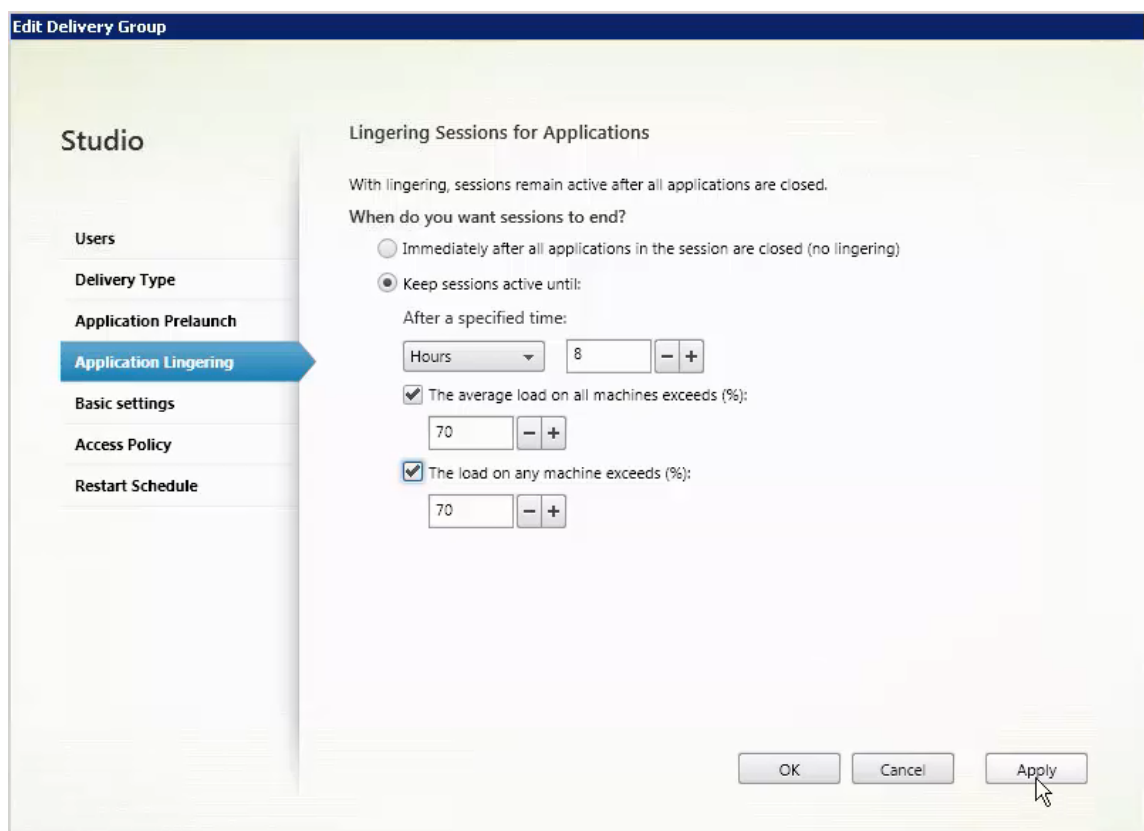 Edit Delivery Group
Studio
Users
Delivery Type
Application Prelaunch
Application Lingering
Basic settings
Access Policy
Restart Schedule
Lingering Sessions for Applications
With lingering, sessions remain active after all applications are closed.
When do you want sessions to end?
Immediately after all applications in the session are closed (no lingering)
Keep sessions active until:
After a specified time:
Hours 8 − +
The average load on all machines exceeds (%):
70 − +
The load on any machine exceeds (%):
70 − +
OK Cancel Apply